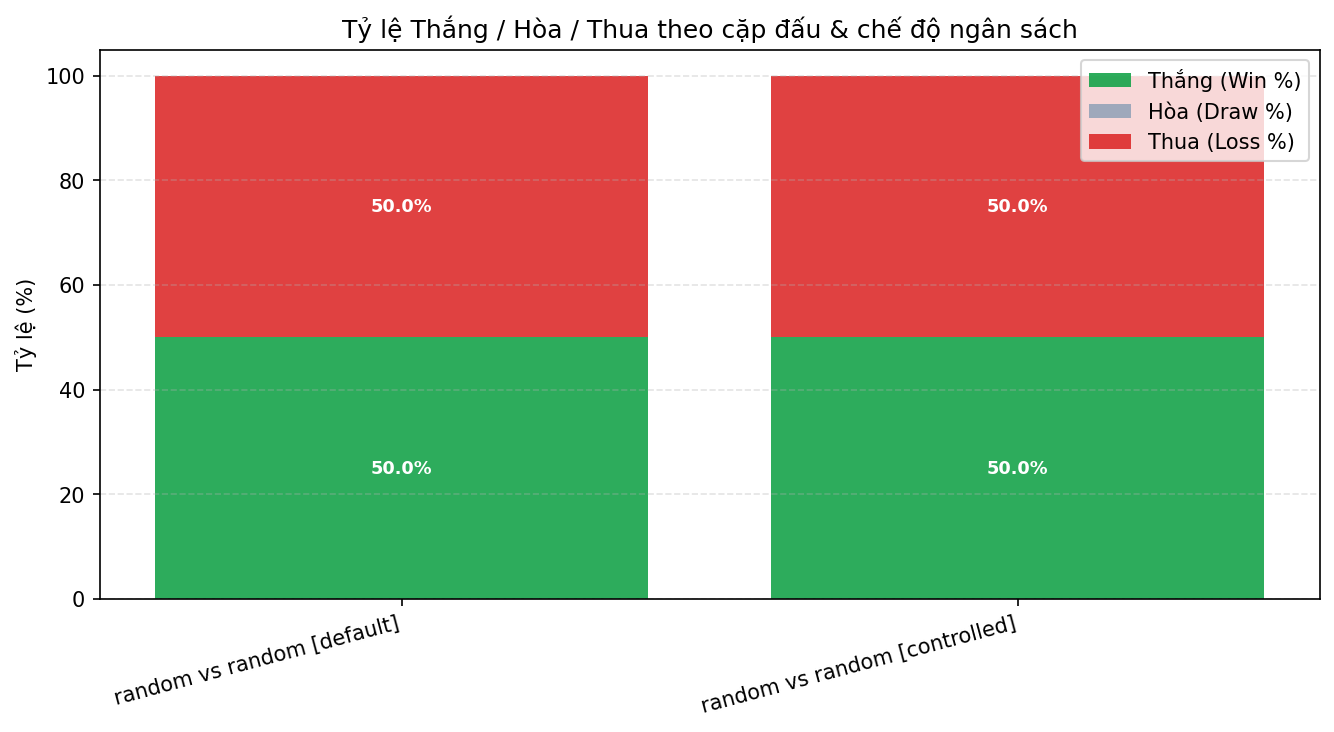 Tỷ lệ Thắng / Hòa / Thua theo cặp đấu & chế độ ngân sách
Thắng (Win %)
Hòa (Draw %)
Thua (Loss %)
Tỷ lệ (%)
100
80
60
40
20
0
50.0%
50.0%
50.0%
50.0%
random vs random [default]
random vs random [controlled]